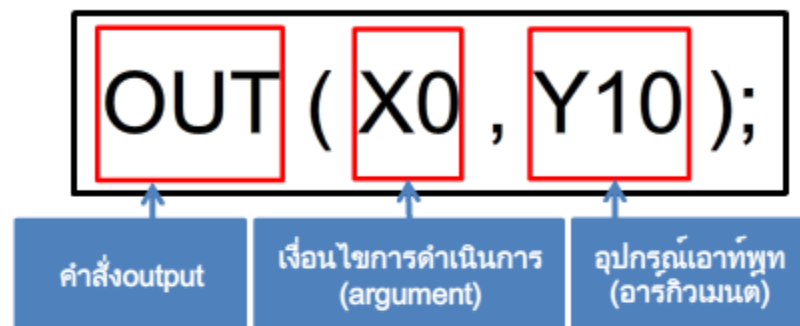 OUT ( X0 , Y10 );
คำสั่งoutput
เงื่อนไขการดำเนินการ
(argument)
อุปกรณ์เอาท์พูท
(อาร์กิวเมนต์)